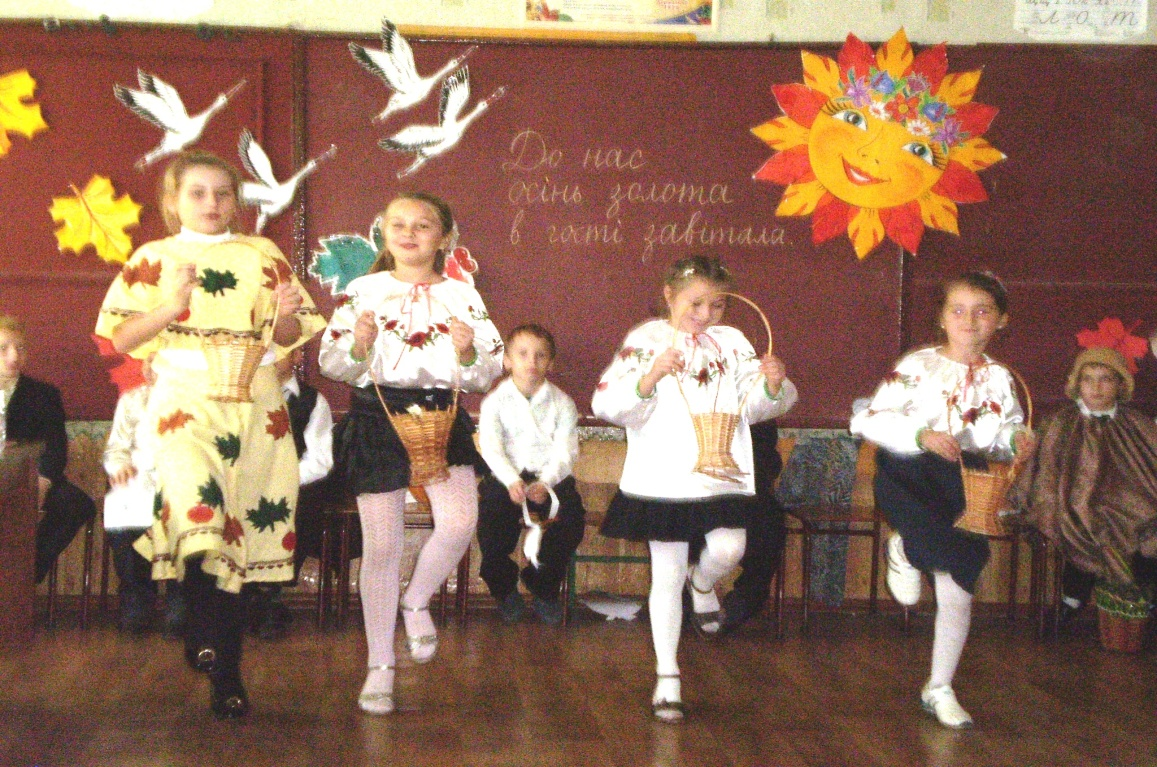 До нас
осінь золота
в гості завітала
л о т